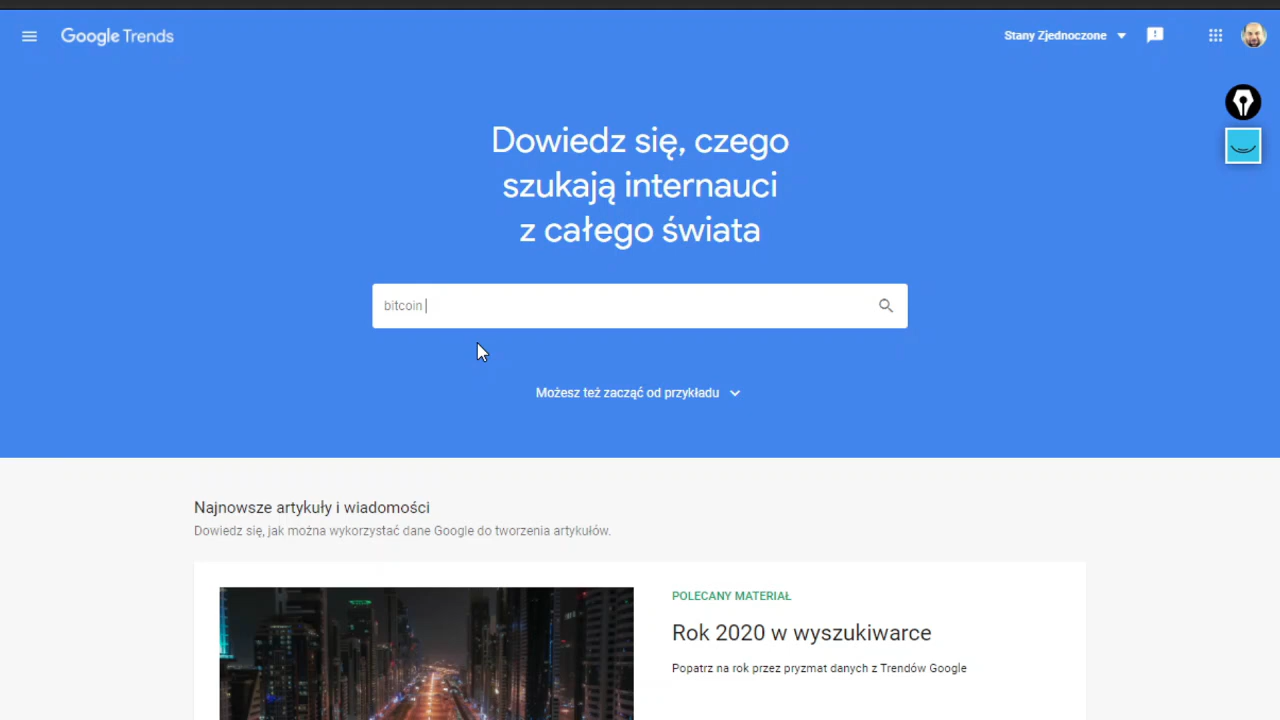 Google Trends
Stany Zjednoczone
Dowiedz się, czego
szukają internauci
z całego świata
bitcoin
Możesz też zacząć od przykładu
Najnowsze artykuły i wiadomości
Dowiedz się, jak można wykorzystać dane Google do tworzenia artykułów.
POLECANY MATERIAŁ
Rok 2020 w wyszukiwarce
Popatrz na rok przez pryzmat danych z Trendów Google